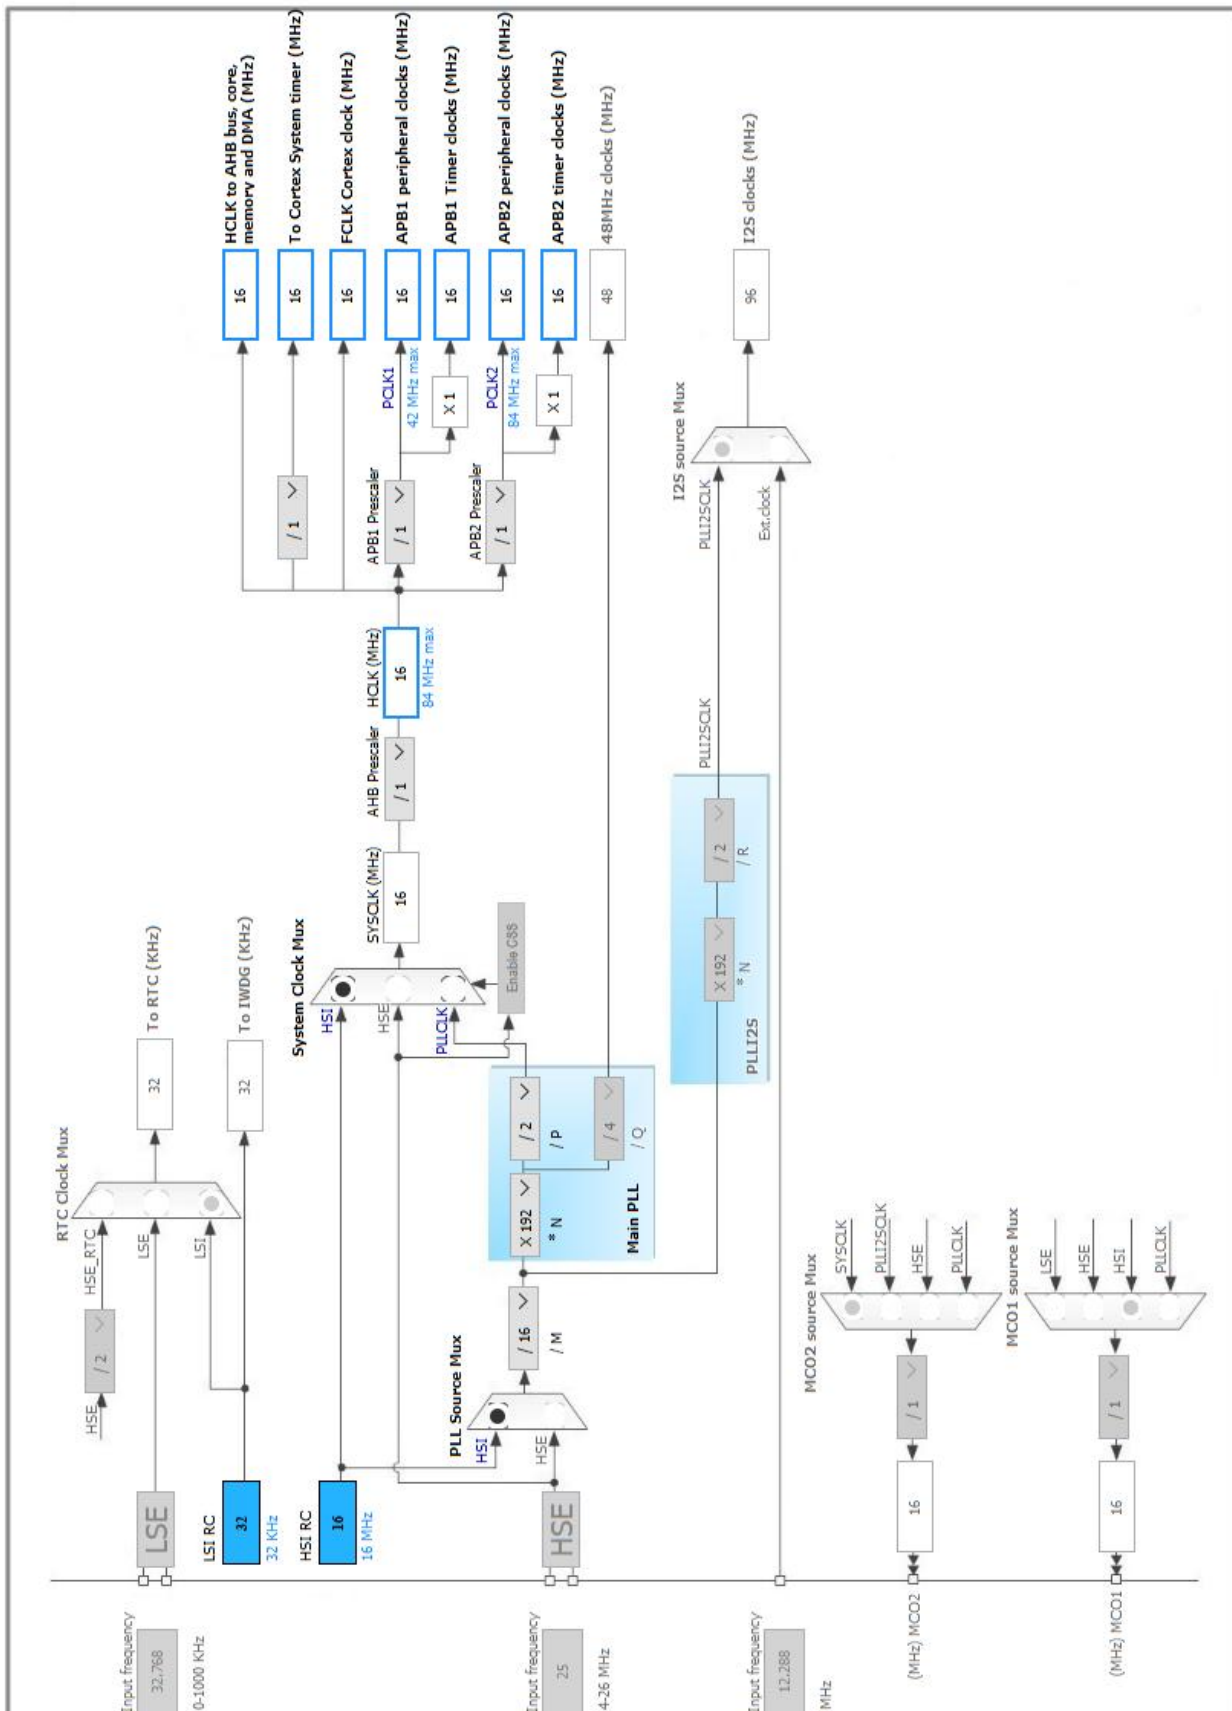 Input frequency
32.768
0-1000 KHz
LSE
HSE
/ 2
HSE_RTC
LSE
LSI
RTC Clock Mux
32
To RTC (KHz)
LSI RC
32
32 KHz
32
To IWDG (KHz)
HSI RC
16
16 MHz
System Clock Mux
HSI
HSE
PLLCLK
Enable CSS
SYSCLK (MHz)
16
AHB Prescaler
/ 1
HCLK (MHz)
16
84 MHz max
16
HCLK to AHB bus, core,
memory and DMA (MHz)
/ 1
16
To Cortex System timer (MHz)
16
FCLK Cortex clock (MHz)
APB1 Prescaler
/ 1
PCLK1
42 MHz max
16
APB1 peripheral clocks (MHz)
X 1
16
APB1 Timer clocks (MHz)
APB2 Prescaler
/ 1
PCLK2
84 MHz max
16
APB2 peripheral clocks (MHz)
X 1
16
APB2 timer clocks (MHz)
48
48MHz clocks (MHz)
Input frequency
25
4-26 MHz
HSE
PLL Source Mux
HSI
HSE
/ 16
/ M
X 192
* N
/ 2
/ P
/ 4
/ Q
Main PLL
PLLI2S
X 192
* N
/ 2
/ R
PLLI2SCLK
I2S source Mux
PLLI2SCLK
Ext.clock
96
I2S clocks (MHz)
Input frequency
12.288
MHz
MCO2 source Mux
SYSCLK
PLLI2SCLK
HSE
PLLCLK
/ 1
16
(MHz) MCO2
MCO1 source Mux
LSE
HSE
HSI
PLLCLK
/ 1
16
(MHz) MCO1